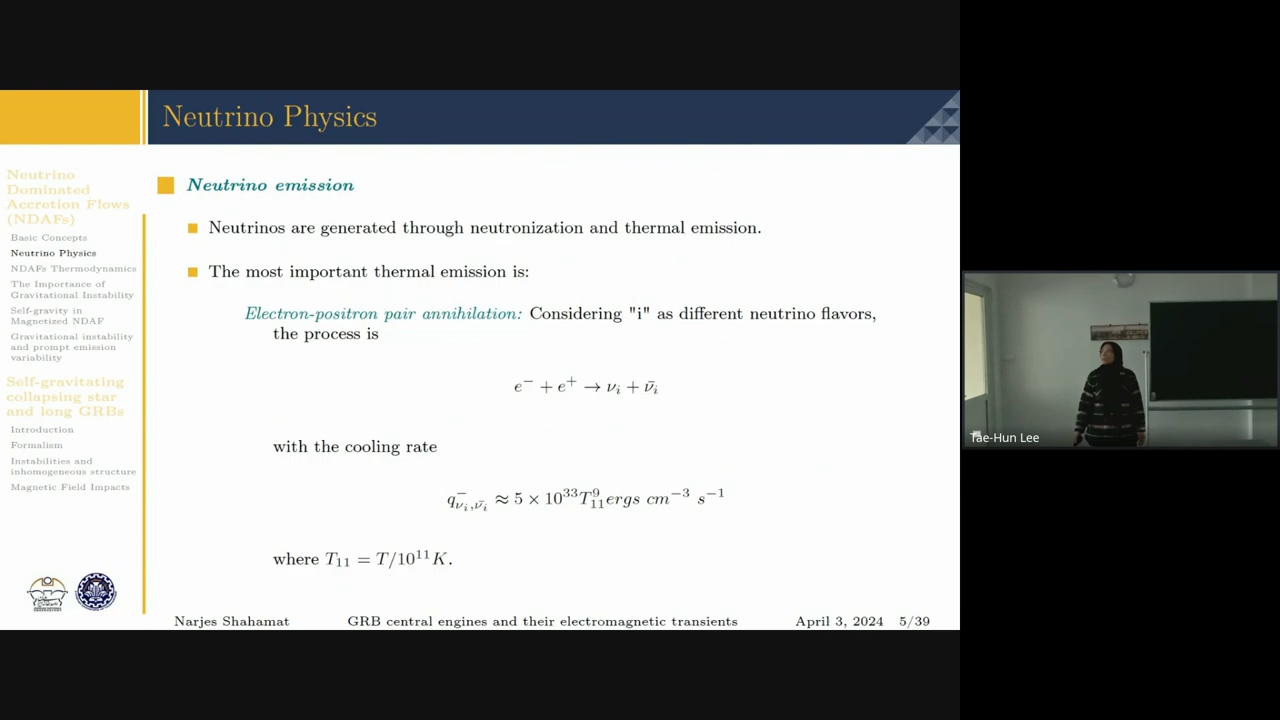 Neutrino Physics
Neutrino
Dominated
Accretion Flows
(NDAFs)
Basic Concepts
Neutrino Physics
NDAFs Thermodynamics
The Importance of
Gravitational Instability
Self-gravity in
Magnetized NDAF
Gravitational instability
and prompt emission
variability
Self-gravitating
collapsing star
and long GRBs
Introduction
Formalism
Instabilities and
inhomogeneous structure
Magnetic Field Impacts
Neutrino emission
Neutrinos are generated through neutronization and thermal emission.
The most important thermal emission is:
Electron-positron pair annihilation: Considering "i" as different neutrino flavors,
the process is
e⁻ + e⁺ → νᵢ + ν̄ᵢ
with the cooling rate
q⁻_{νᵢ,ν̄ᵢ} ≈ 5 × 10³³T₁₁⁹ergs cm⁻³ s⁻¹
where T₁₁ = T/10¹¹K.
Narjes Shahamat GRB central engines and their electromagnetic transients April 3, 2024 5/39
Tae-Hun Lee